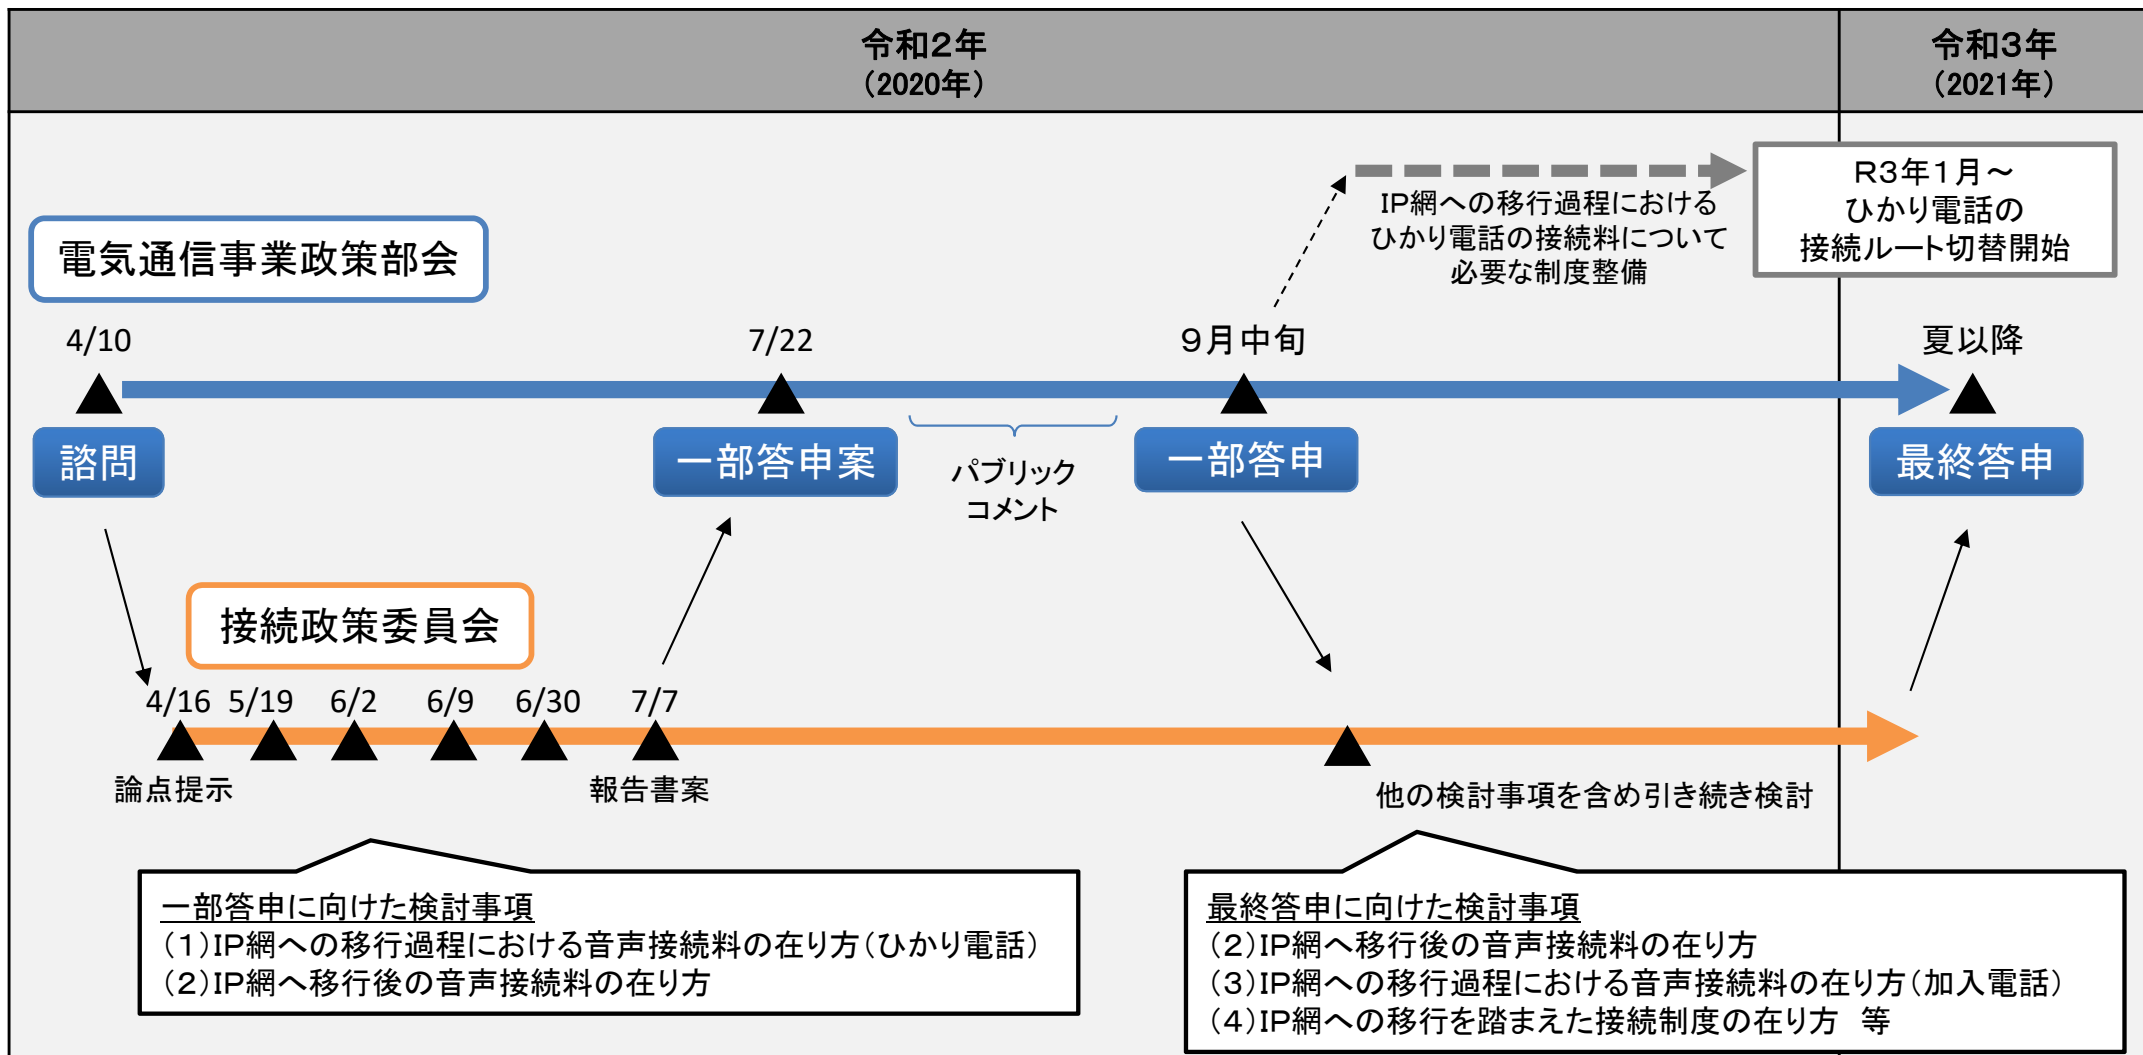 令和２年
（2020年）
令和３年
（2021年）
R３年１月～
ひかり電話の
接続ルート切替開始
IP網への移行過程における
ひかり電話の接続料について
必要な制度整備
電気通信事業政策部会
4/10
7/22
９月中旬
夏以降
諮問
一部答申案
パブリック
コメント
一部答申
最終答申
接続政策委員会
4/16
5/19
6/2
6/9
6/30
7/7
論点提示
報告書案
他の検討事項を含め引き続き検討
一部答申に向けた検討事項
（１）IP網への移行過程における音声接続料の在り方（ひかり電話）
（２）IP網へ移行後の音声接続料の在り方
最終答申に向けた検討事項
（２）IP網へ移行後の音声接続料の在り方
（３）IP網への移行過程における音声接続料の在り方（加入電話）
（４）IP網への移行を踏まえた接続制度の在り方　等